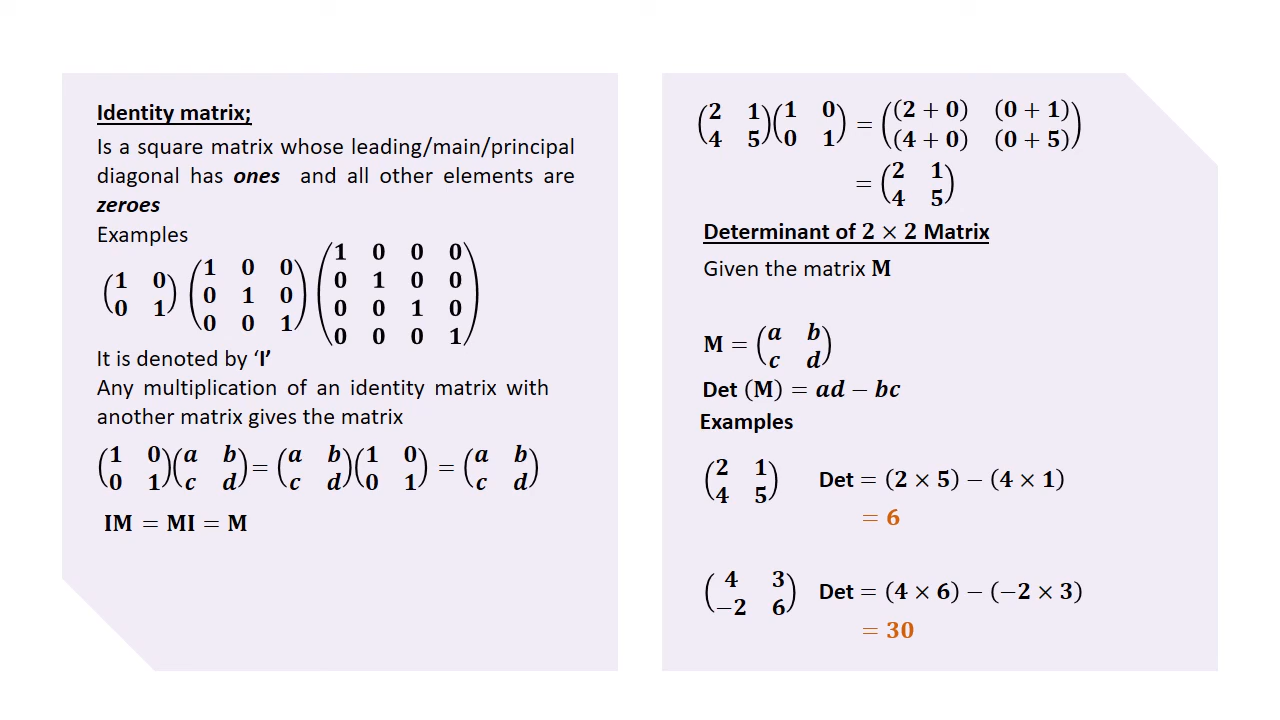 Identity matrix;
Is a square matrix whose leading/main/principal
diagonal has ones and all other elements are
zeroes
Examples
(1 0
0 1) (1 0 0
0 1 0
0 0 1) (1 0 0 0
0 1 0 0
0 0 1 0
0 0 0 1)
It is denoted by ‘I’
Any multiplication of an identity matrix with
another matrix gives the matrix
(1 0
0 1)(a b
c d) = (a b
c d)(1 0
0 1) = (a b
c d)
IM = MI = M
(2 1
4 5)(1 0
0 1) = ((2 + 0) (0 + 1)
(4 + 0) (0 + 5))
= (2 1
4 5)
Determinant of 2 × 2 Matrix
Given the matrix M
M = (a b
c d)
Det (M) = ad − bc
Examples
(2 1
4 5) Det = (2 × 5) − (4 × 1)
= 6
(4 3
−2 6) Det = (4 × 6) − (−2 × 3)
= 30